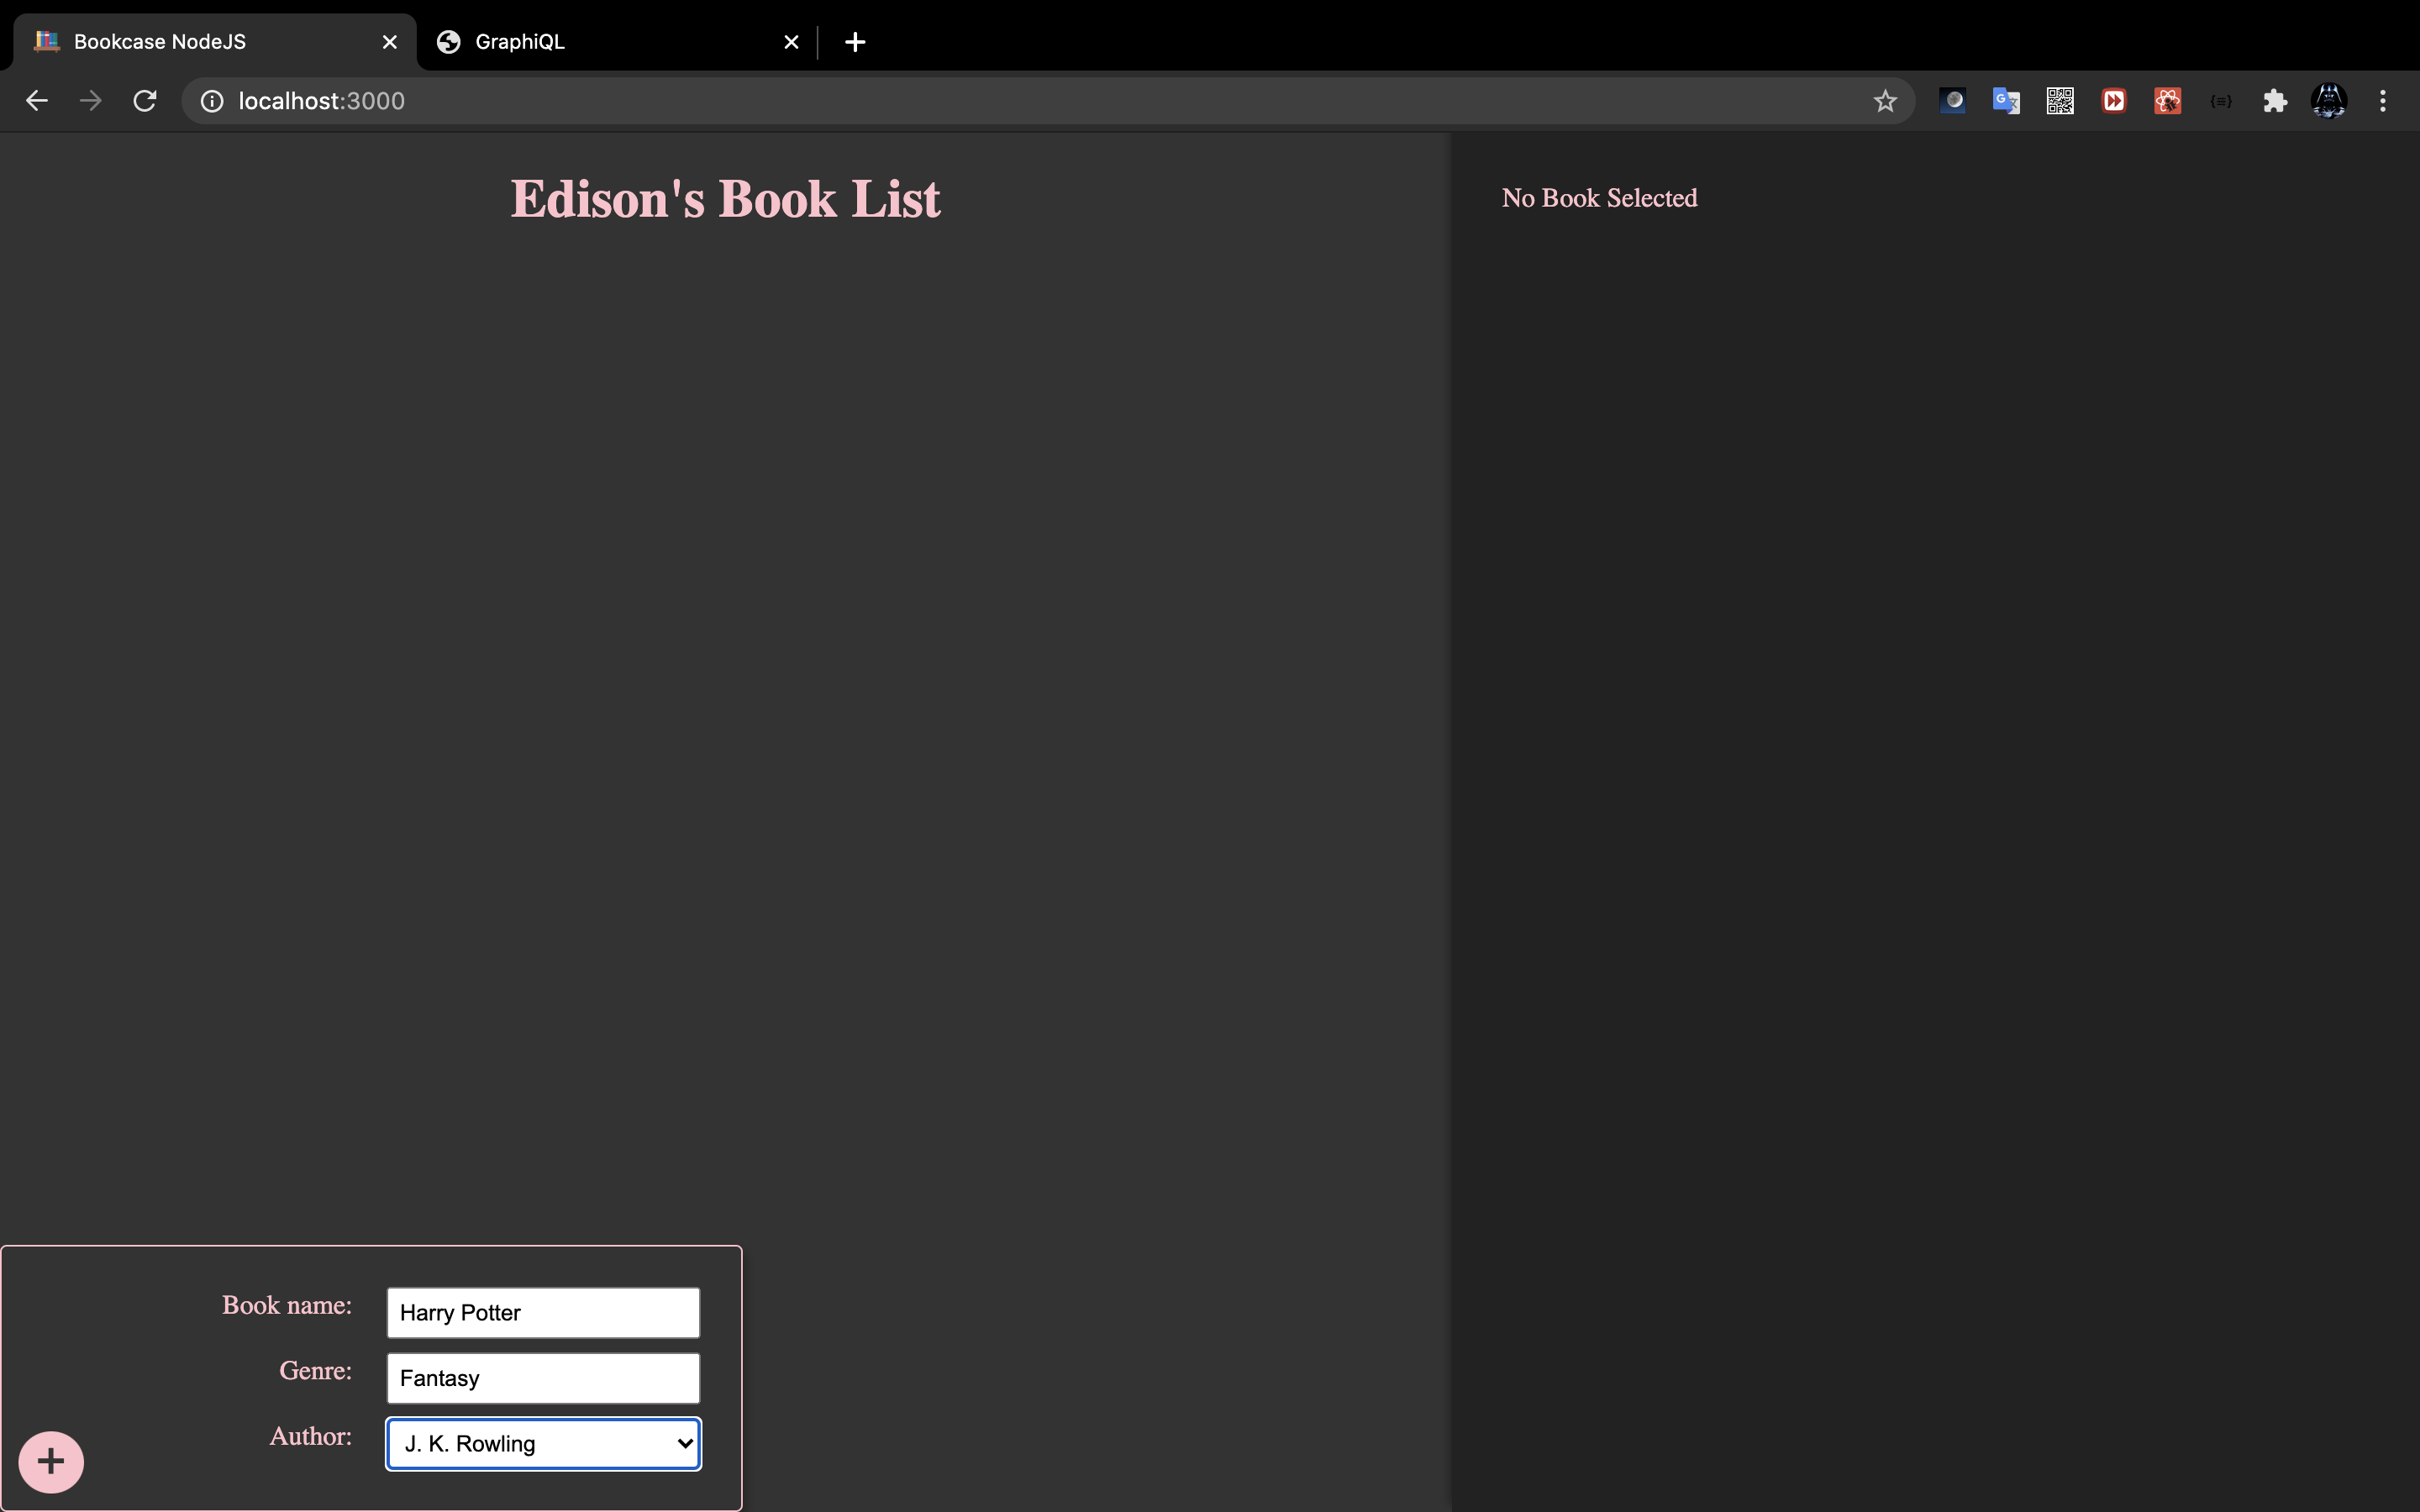 Bookcase NodeJS
GraphiQL
localhost:3000
Edison's Book List
No Book Selected
Book name: Harry Potter
Genre: Fantasy
Author: J. K. Rowling
+